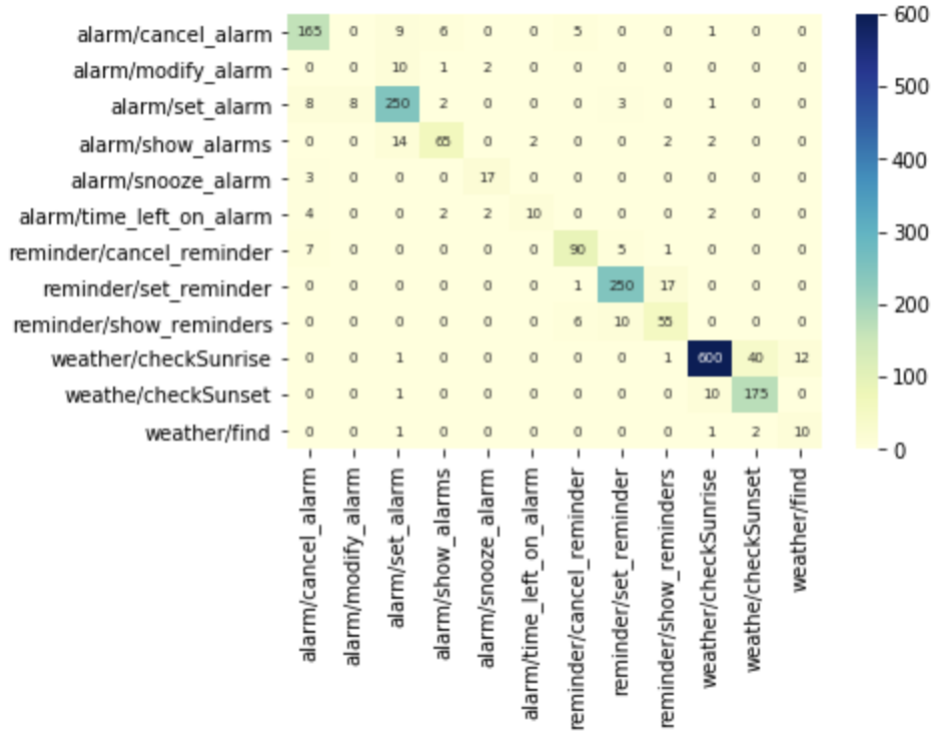 alarm/cancel_alarm 165 0 9 6 0 0 5 0 0 1 0 0
alarm/modify_alarm 0 0 10 1 2 0 0 0 0 0 0 0
alarm/set_alarm 8 8 250 2 0 0 0 3 0 1 0 0
alarm/show_alarms 0 0 14 65 0 2 0 0 2 2 0 0
alarm/snooze_alarm 3 0 0 0 17 0 0 0 0 0 0 0
alarm/time_left_on_alarm 4 0 0 2 2 10 0 0 0 2 0 0
reminder/cancel_reminder 7 0 0 0 0 0 90 5 1 0 0 0
reminder/set_reminder 0 0 0 0 0 0 1 250 17 0 0 0
reminder/show_reminders 0 0 0 0 0 0 6 10 55 0 0 0
weather/checkSunrise 0 0 1 0 0 0 0 0 1 600 40 12
weathe/checkSunset 0 0 1 0 0 0 0 0 0 10 175 0
weather/find 0 0 1 0 0 0 0 0 0 1 2 10
alarm/cancel_alarm
alarm/modify_alarm
alarm/set_alarm
alarm/show_alarms
alarm/snooze_alarm
alarm/time_left_on_alarm
reminder/cancel_reminder
reminder/set_reminder
reminder/show_reminders
weather/checkSunrise
weathe/checkSunset
weather/find
600
500
400
300
200
100
0